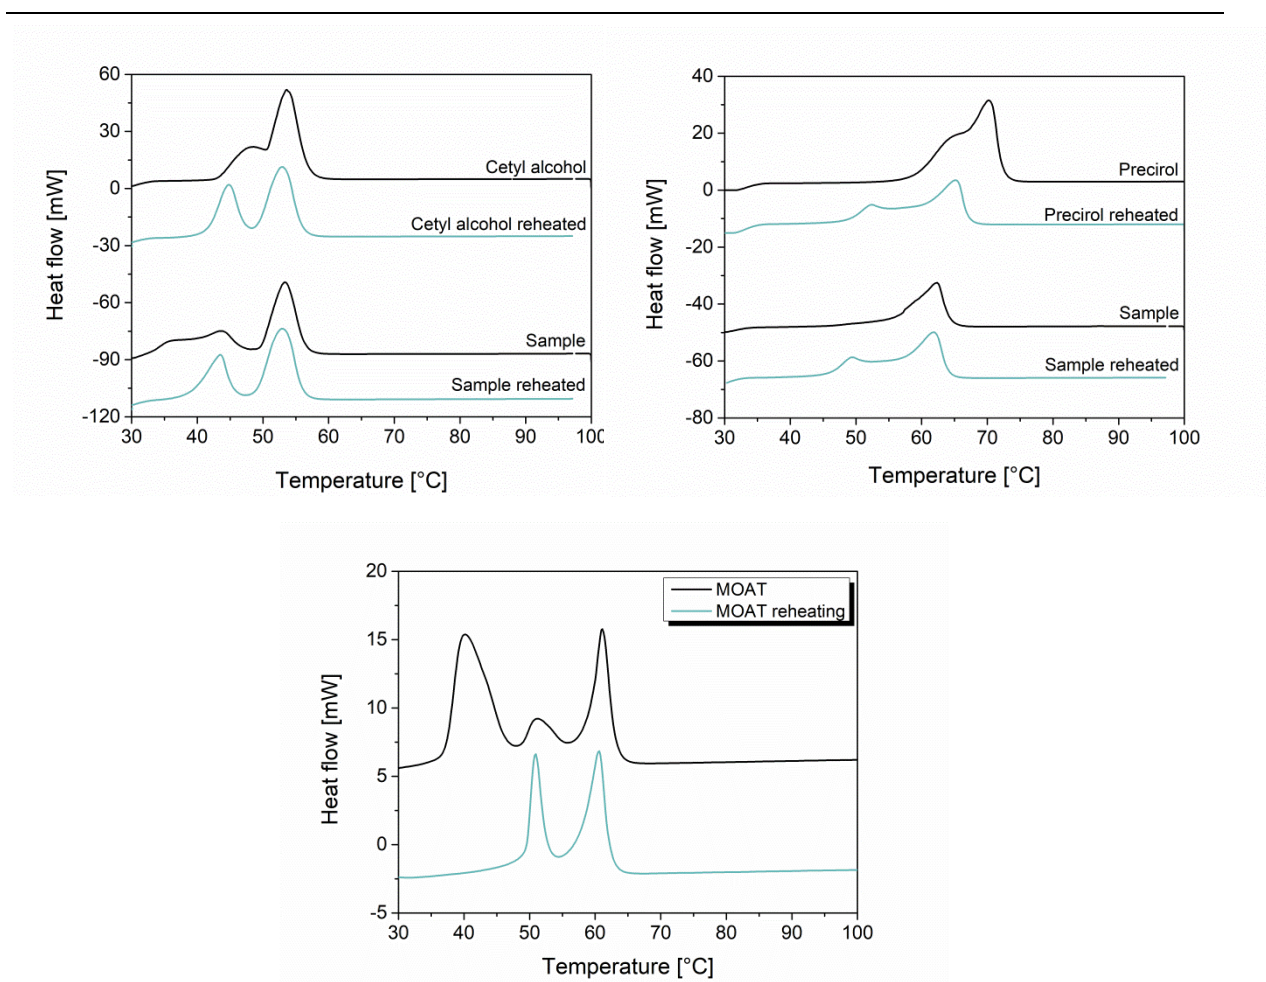 60
30
0
-30
-60
-90
-120
Heat flow [mW]
Cetyl alcohol
Cetyl alcohol reheated
Sample
Sample reheated
30 40 50 60 70 80 90 100
Temperature [°C]
40
20
0
-20
-40
-60
-80
Heat flow [mW]
Precirol
Precirol reheated
Sample
Sample reheated
30 40 50 60 70 80 90 100
Temperature [°C]
20
15
10
5
0
-5
Heat flow [mW]
MOAT
MOAT reheating
30 40 50 60 70 80 90 100
Temperature [°C]